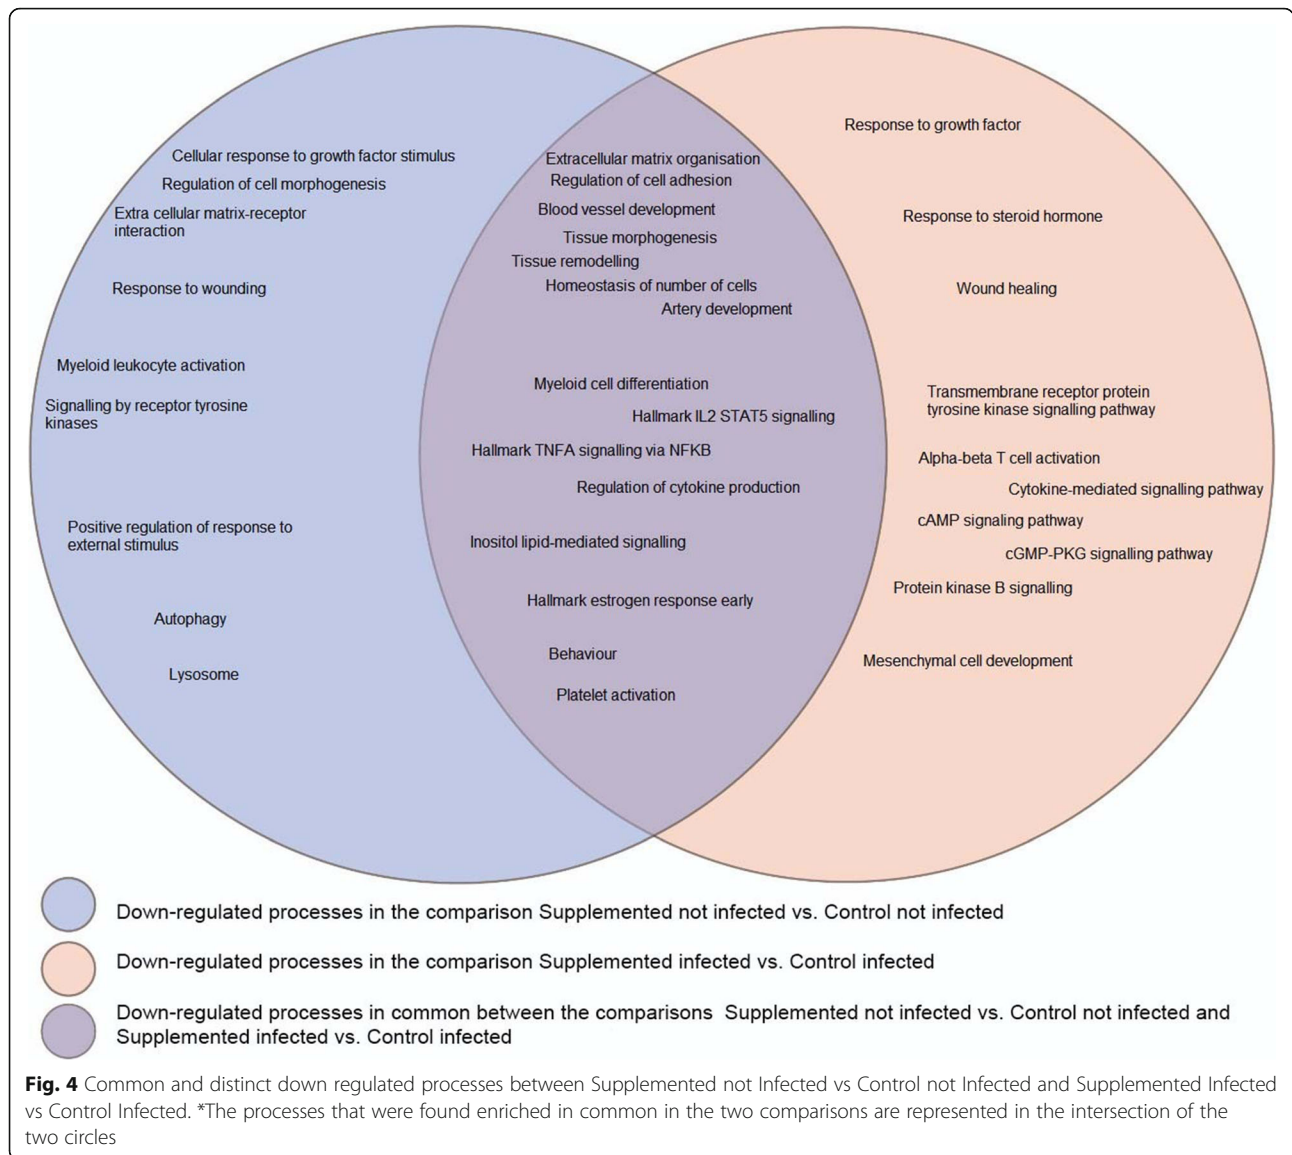 Cellular response to growth factor stimulus
Regulation of cell morphogenesis
Extra cellular matrix-receptor
interaction
Response to wounding
Myeloid leukocyte activation
Signalling by receptor tyrosine
kinases
Positive regulation of response to
external stimulus
Autophagy
Lysosome
Extracellular matrix organisation
Regulation of cell adhesion
Blood vessel development
Tissue morphogenesis
Tissue remodelling
Homeostasis of number of cells
Artery development
Myeloid cell differentiation
Hallmark IL2 STAT5 signalling
Hallmark TNFA signalling via NFKB
Regulation of cytokine production
Inositol lipid-mediated signalling
Hallmark estrogen response early
Behaviour
Platelet activation
Response to growth factor
Response to steroid hormone
Wound healing
Transmembrane receptor protein
tyrosine kinase signalling pathway
Alpha-beta T cell activation
Cytokine-mediated signalling pathway
cAMP signaling pathway
cGMP-PKG signalling pathway
Protein kinase B signalling
Mesenchymal cell development
Down-regulated processes in the comparison Supplemented not infected vs. Control not infected
Down-regulated processes in the comparison Supplemented infected vs. Control infected
Down-regulated processes in common between the comparisons Supplemented not infected vs. Control not infected and
Supplemented infected vs. Control infected
Fig. 4 Common and distinct down regulated processes between Supplemented not Infected vs Control not Infected and Supplemented Infected
vs Control Infected. *The processes that were found enriched in common in the two comparisons are represented in the intersection of the
two circles